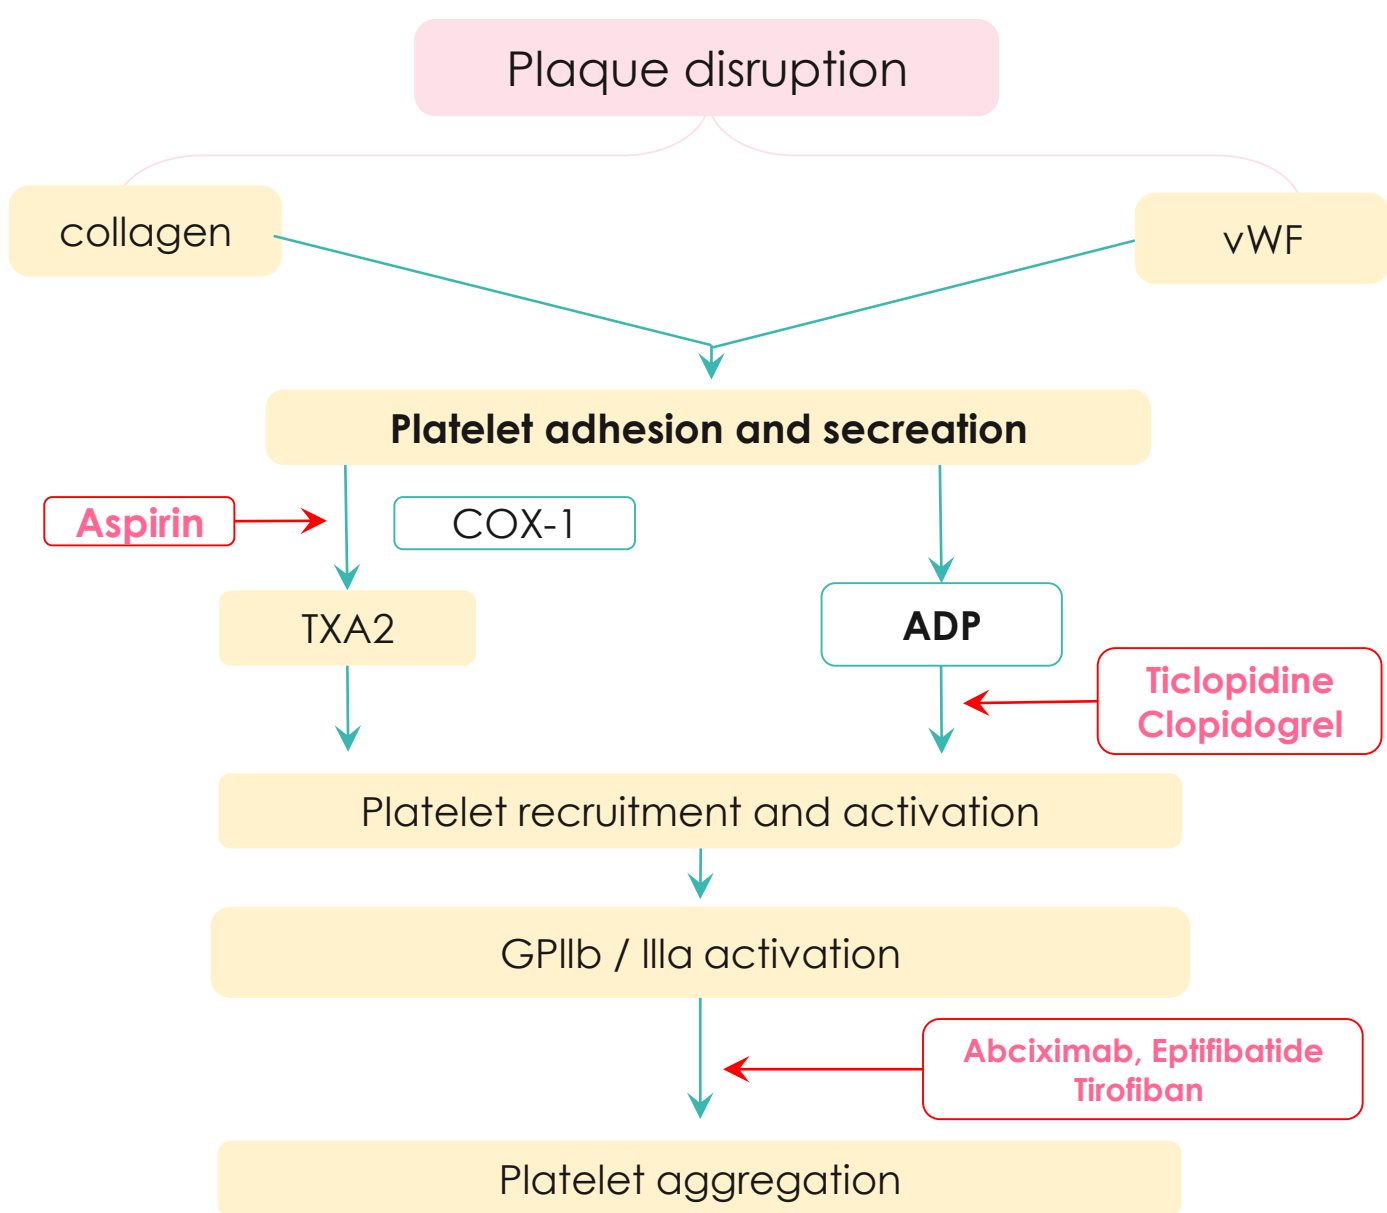 Plaque disruption
collagen
vWF
Platelet adhesion and secreation
Aspirin
COX-1
TXA2
ADP
Ticlopidine
Clopidogrel
Platelet recruitment and activation
GPIIb / IIIa activation
Abciximab, Eptifibatide
Tirofiban
Platelet aggregation